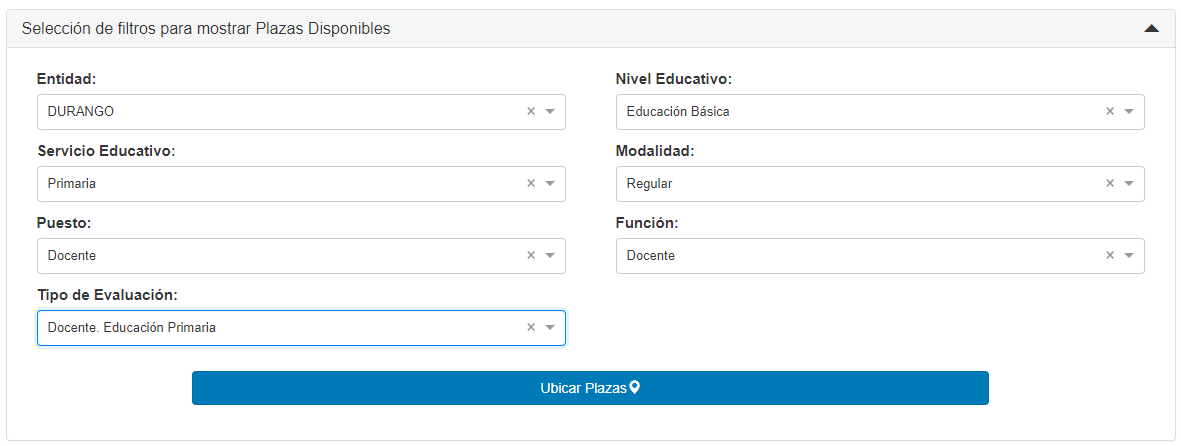 Selección de filtros para mostrar Plazas Disponibles
Entidad:
DURANGO
Nivel Educativo:
Educación Básica
Servicio Educativo:
Primaria
Modalidad:
Regular
Puesto:
Docente
Función:
Docente
Tipo de Evaluación:
Docente. Educación Primaria
Ubicar Plazas